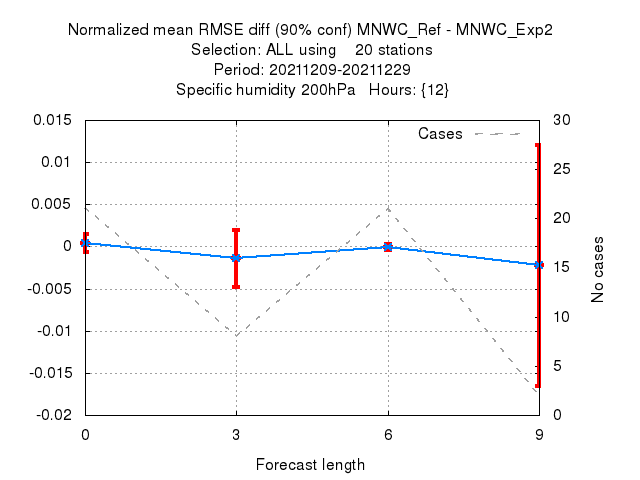 Normalized mean RMSE diff (90% conf) MNWC_Ref - MNWC_Exp2
Selection: ALL using    20 stations
Period: 20211209-20211229
Specific humidity 200hPa   Hours: {12}
Cases
0.015
0.01
0.005
0
-0.005
-0.01
-0.015
-0.02
30
25
20
15
10
5
0
No cases
0
3
6
9
Forecast length